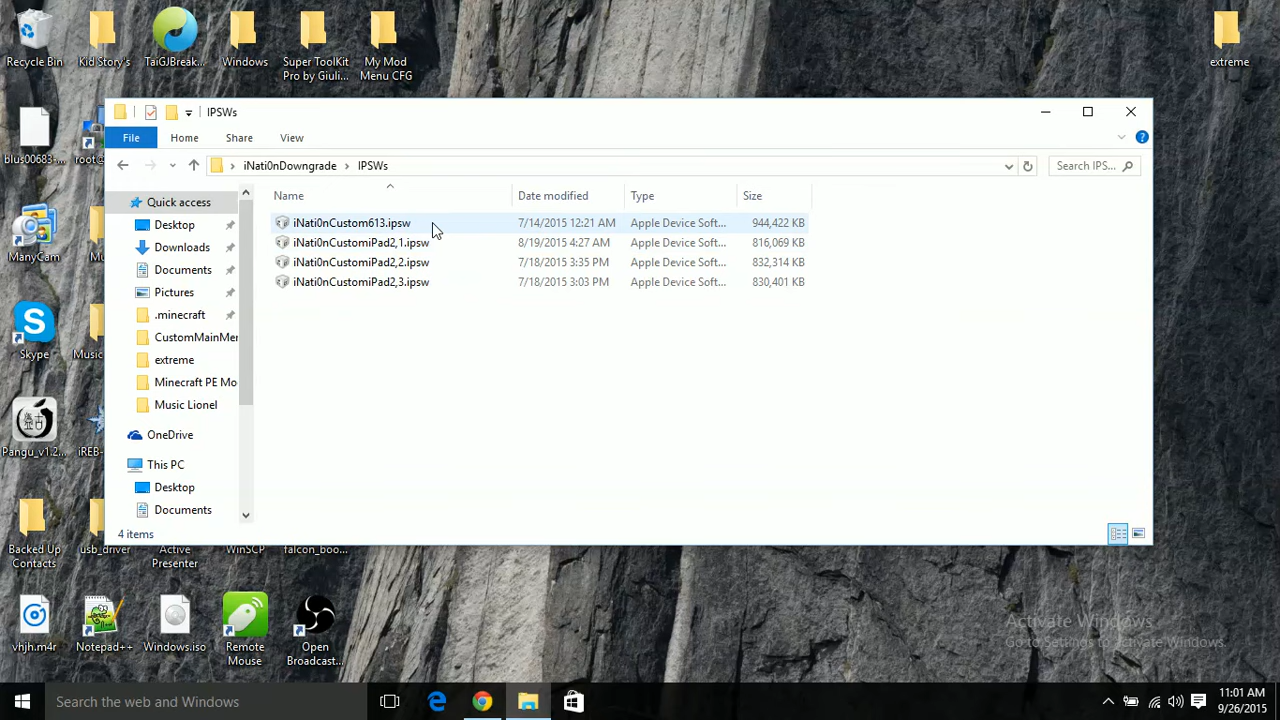 Recycle Bin
Kid Story's
TaiGJBreak...
Windows
Super ToolKit
Pro by Giuli...
My Mod
Menu CFG
extreme
IPSWs
File
Home
Share
View
iNati0nDowngrade
IPSWs
Search IPS...
Name
Date modified
Type
Size
iNati0nCustom613.ipsw
7/14/2015 12:21 AM
Apple Device Soft...
944,422 KB
iNati0nCustomiPad2,1.ipsw
8/19/2015 4:27 AM
Apple Device Soft...
816,069 KB
iNati0nCustomiPad2,2.ipsw
7/18/2015 3:35 PM
Apple Device Soft...
832,314 KB
iNati0nCustomiPad2,3.ipsw
7/18/2015 3:03 PM
Apple Device Soft...
830,401 KB
Quick access
Desktop
Downloads
Documents
Pictures
.minecraft
CustomMainMer
extreme
Minecraft PE Mo
Music Lionel
OneDrive
This PC
Desktop
Documents
4 items
blus00683-...
root@
ManyCam
Mu
Skype
Music
Pangu_v1.2...
iREB-
Backed Up
Contacts
usb_driver
Active
Presenter
WinSCP
falcon_boo...
vhjh.m4r
Notepad++
Windows.iso
Remote
Mouse
Open
Broadcast...
Activate Windows
Go to Settings to activate Windows.
Search the web and Windows
11:01 AM
9/26/2015